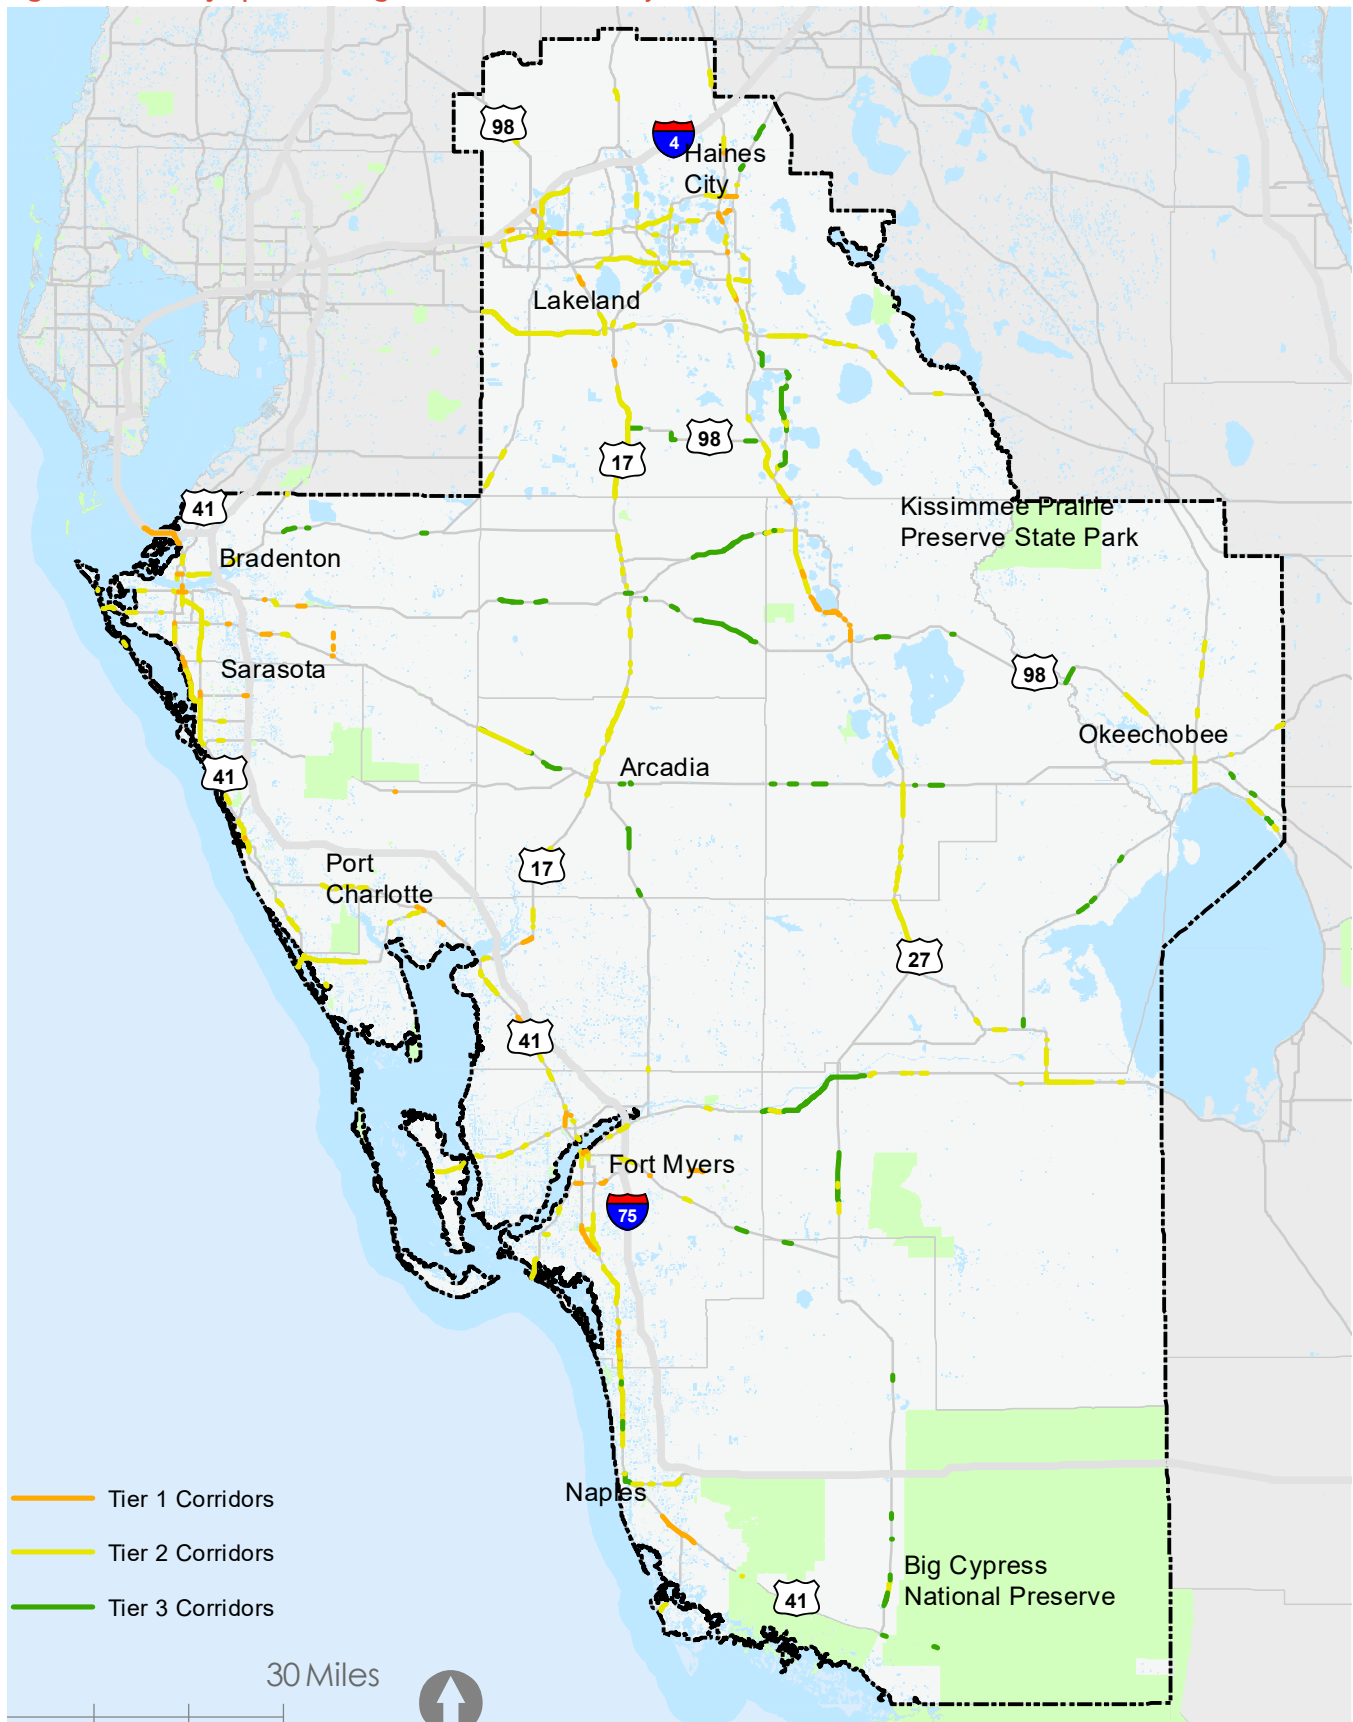 98
4
Haines
City
Lakeland
98
17
41
Kissimmee Prairie
Preserve State Park
Bradenton
Sarasota
98
Okeechobee
41
Arcadia
Port
Charlotte
17
27
41
Fort Myers
75
Naples
Tier 1 Corridors
Tier 2 Corridors
Tier 3 Corridors
Big Cypress
National Preserve
41
30 Miles